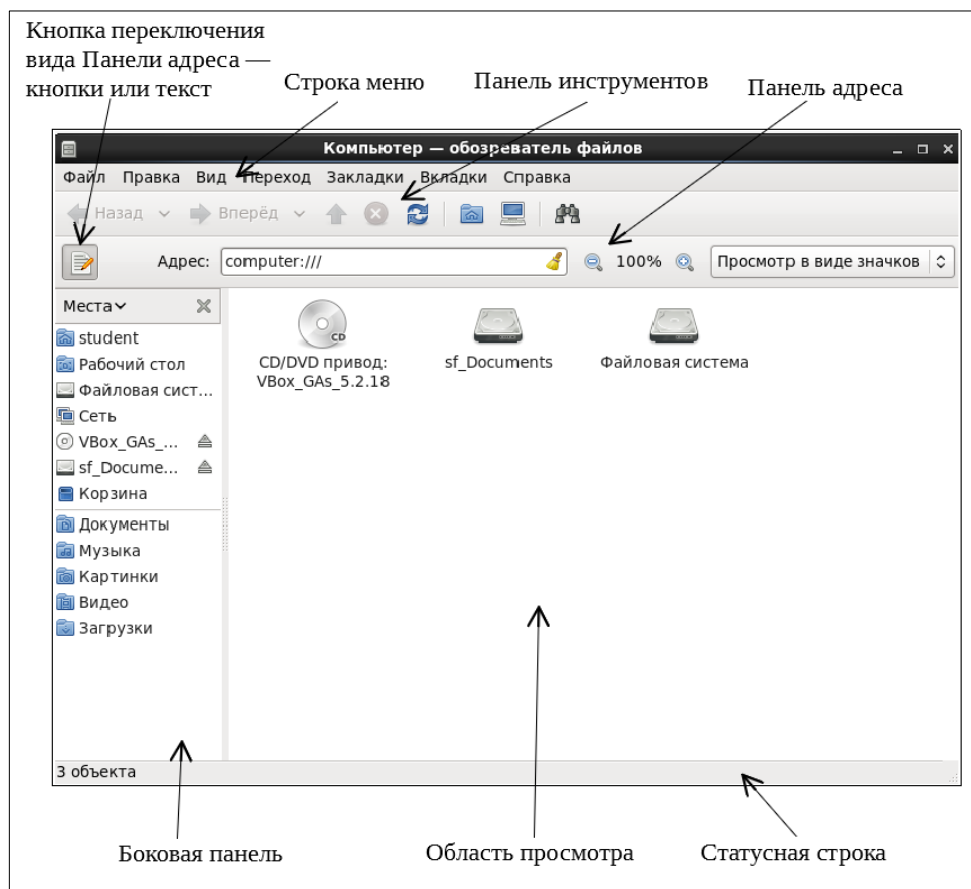 Кнопка переключения
вида Панели адреса —
кнопки или текст
Строка меню
Панель инструментов
Панель адреса
Компьютер — обозреватель файлов
Файл Правка Вид Переход Закладки Вкладки Справка
Назад Вперёд
Адрес: computer:/// 100% Просмотр в виде значков
Места
student
Рабочий стол
Файловая сист...
Сеть
VBox_GAs_...
sf_Docume...
Корзина
Документы
Музыка
Картинки
Видео
Загрузки
CD
CD/DVD привод:
VBox_GAs_5.2.18
sf_Documents
Файловая система
3 объекта
Боковая панель
Область просмотра
Статусная строка